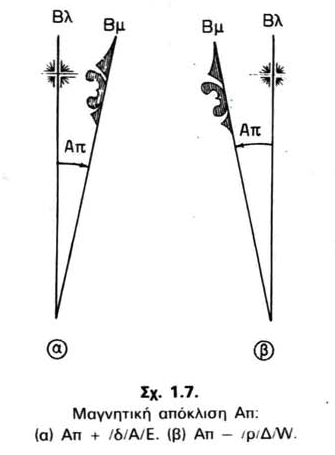 Βλ Βμ
Απ
Βμ Βλ
Απ
α
β
Σχ. 1.7.
Μαγνητική απόκλιση Απ:
(α) Απ + /δ/Α/Ε. (β) Απ − /ρ/Δ/W.